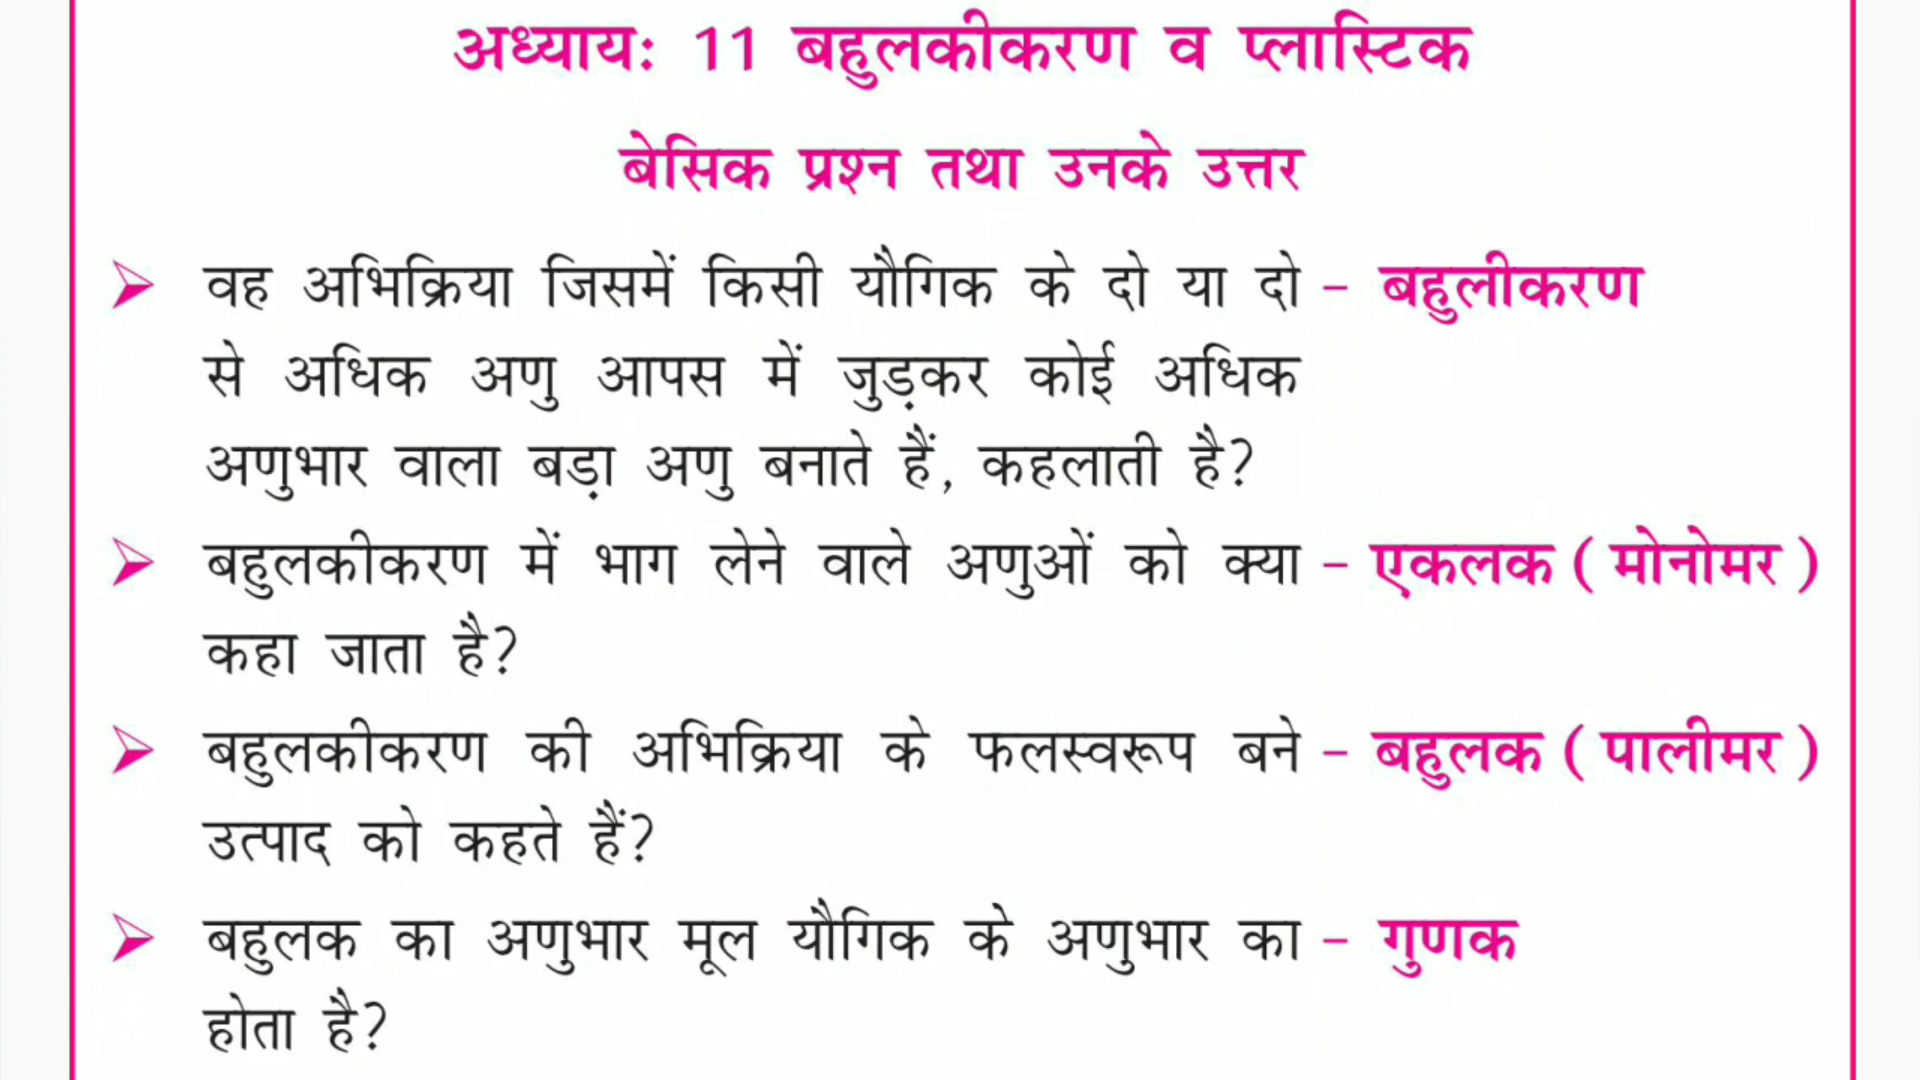 अध्यायः 11 बहुलकीकरण व प्लास्टिक
बेसिक प्रश्न तथा उनके उत्तर
➢ वह अभिक्रिया जिसमें किसी यौगिक के दो या दो – बहुलीकरण
से अधिक अणु आपस में जुड़कर कोई अधिक
अणुभार वाला बड़ा अणु बनाते हैं, कहलाती है?
➢ बहुलकीकरण में भाग लेने वाले अणुओं को क्या – एकलक ( मोनोमर )
कहा जाता है?
➢ बहुलकीकरण की अभिक्रिया के फलस्वरूप बने – बहुलक ( पालीमर )
उत्पाद को कहते हैं?
➢ बहुलक का अणुभार मूल यौगिक के अणुभार का – गुणक
होता है?